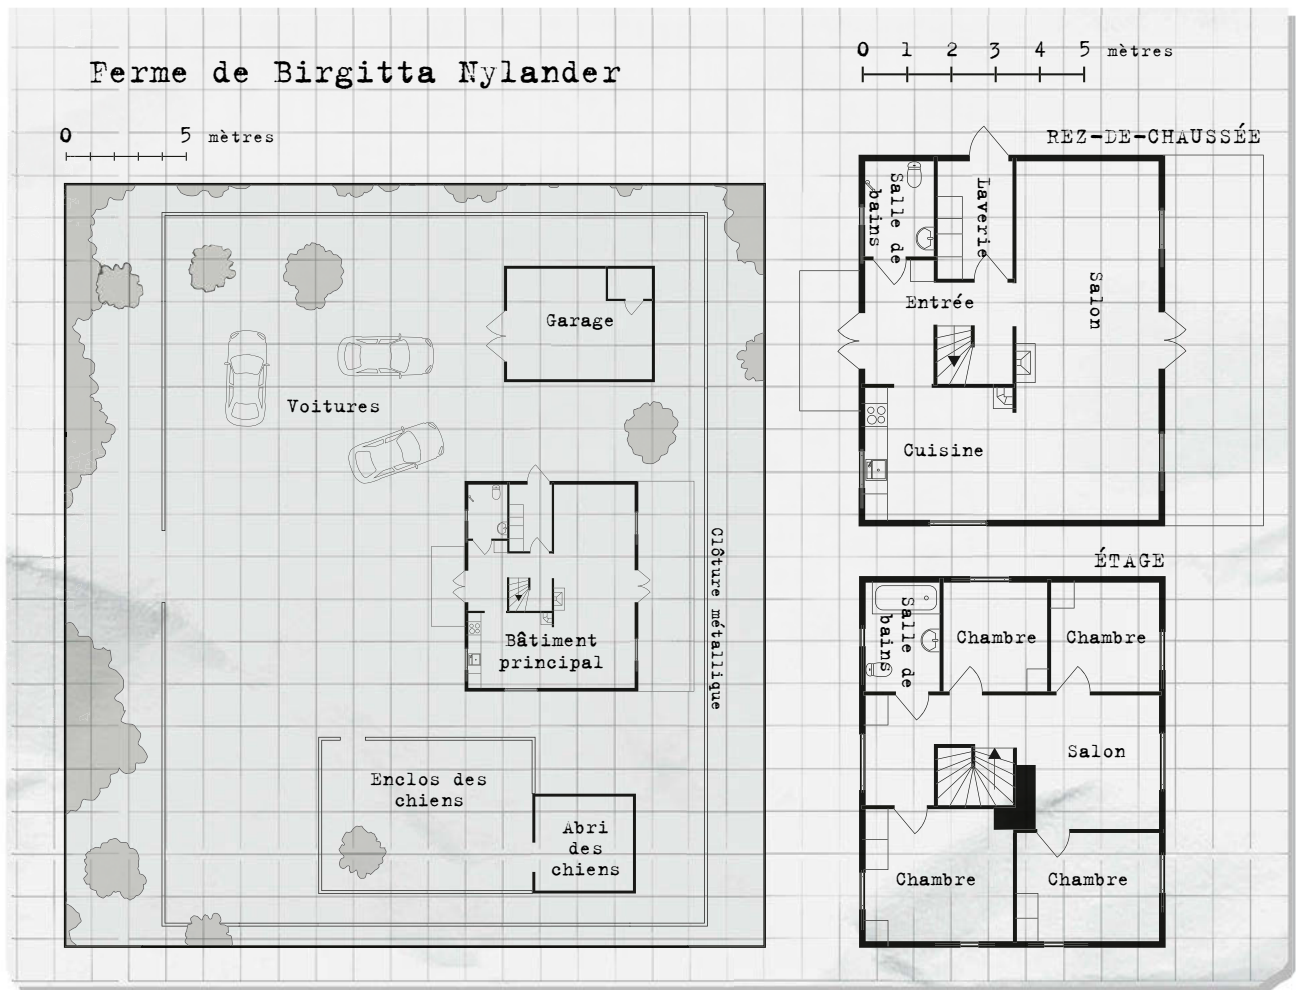 Ferme de Birgitta Nylander
0 5 mètres
0 1 2 3 4 5 mètres
REZ-DE-CHAUSSÉE
Salle de
bains
Laverie
Entrée
Salon
Cuisine
Garage
Voitures
Bâtiment
principal
Clôture métallique
Enclos des
chiens
Abri
des
chiens
ÉTAGE
Salle de
bains
Chambre
Chambre
Salon
Chambre
Chambre